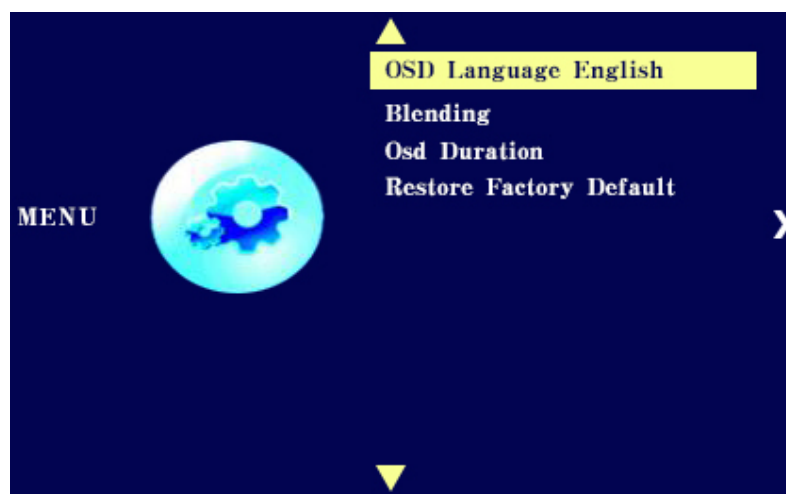 OSD Language English
Blending
Osd Duration
Restore Factory Default
MENU